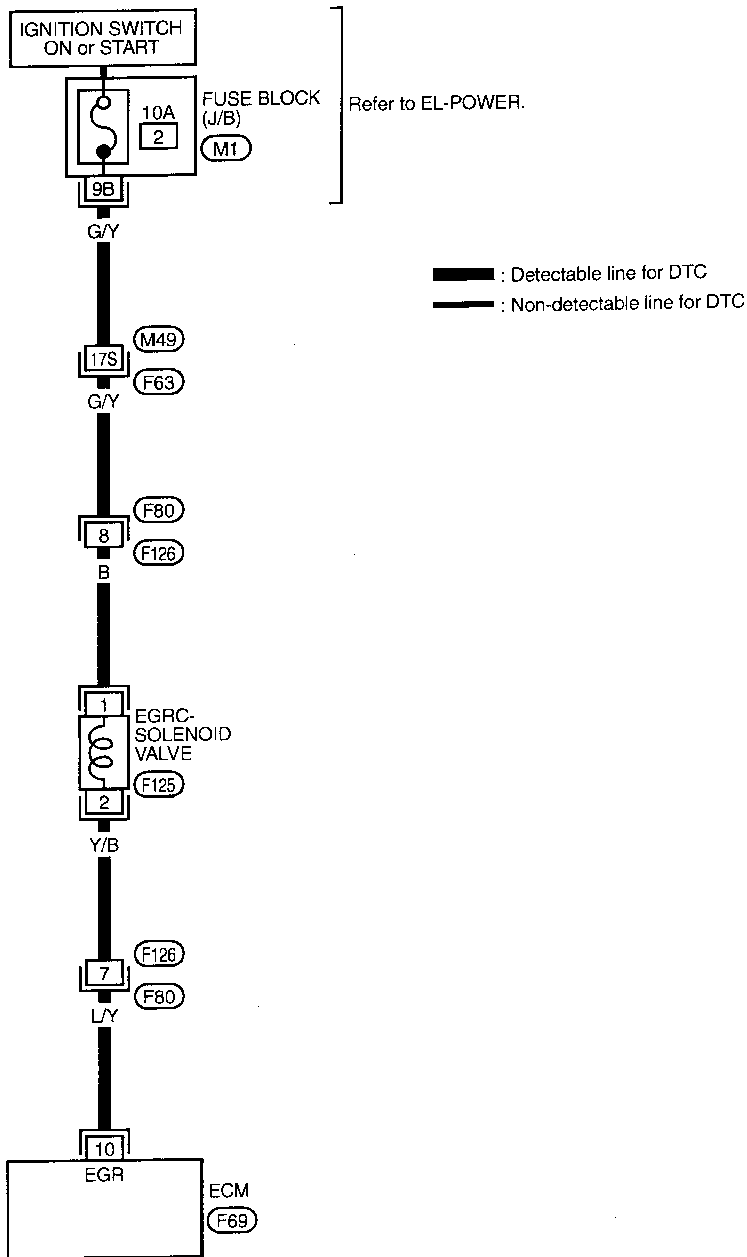 IGNITION SWITCH
ON or START
FUSE BLOCK
(J/B)
10A
2
M1
Refer to EL-POWER.
9B
G/Y
: Detectable line for DTC
: Non-detectable line for DTC
M49
17S
F63
G/Y
F80
8
F126
B
1
EGRC-
SOLENOID
VALVE
F125
2
Y/B
F126
7
F80
L/Y
10
EGR
ECM
F69